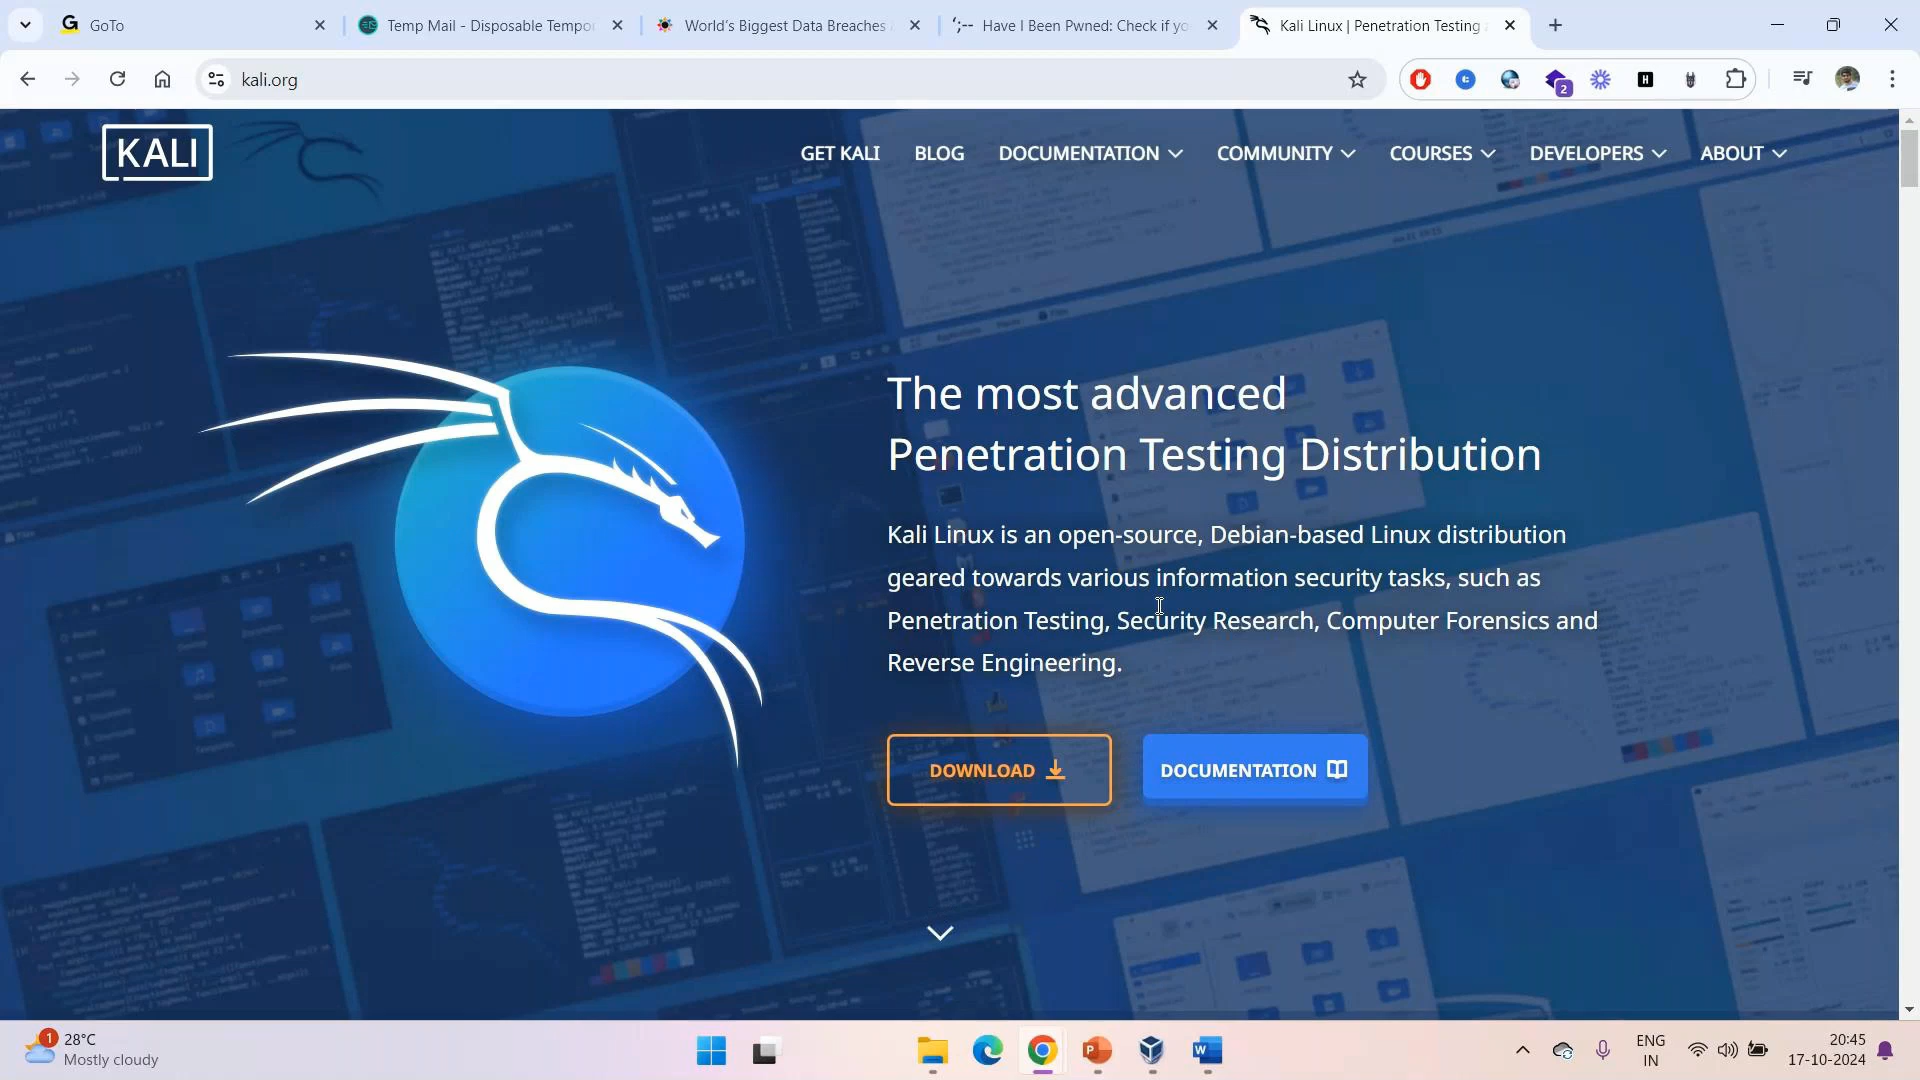 GoTo
Temp Mail - Disposable Tempor
World's Biggest Data Breaches
Have I Been Pwned: Check if yo
Kali Linux | Penetration Testing
kali.org
2
H
KALI
GET KALI
BLOG
DOCUMENTATION
COMMUNITY
COURSES
DEVELOPERS
ABOUT
The most advanced
Penetration Testing Distribution
Kali Linux is an open-source, Debian-based Linux distribution
geared towards various information security tasks, such as
Penetration Testing, Security Research, Computer Forensics and
Reverse Engineering.
DOWNLOAD
DOCUMENTATION
1
28°C
Mostly cloudy
ENG
IN
20:45
17-10-2024